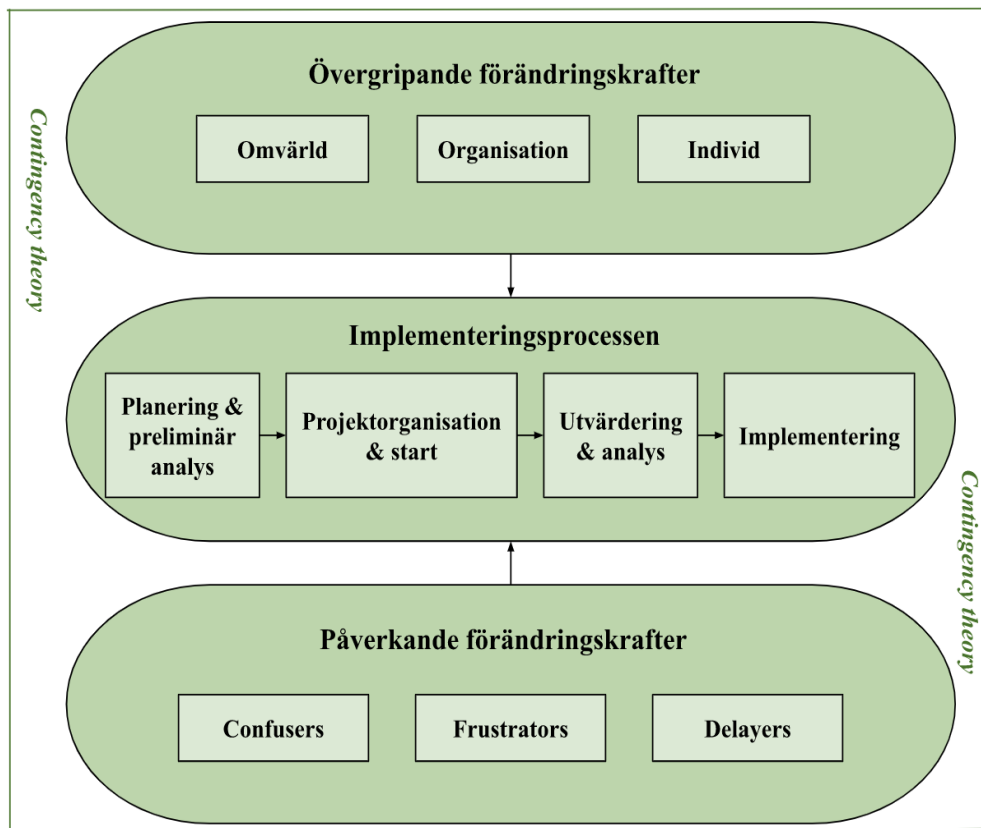 Övergripande förändringskrafter
Contingency theory
Omvärld
Organisation
Individ
Implementeringsprocessen
Planering &
preliminär
analys
Projektorganisation
& start
Utvärdering
& analys
Implementering
Contingency theory
Påverkande förändringskrafter
Confusers
Frustrators
Delayers